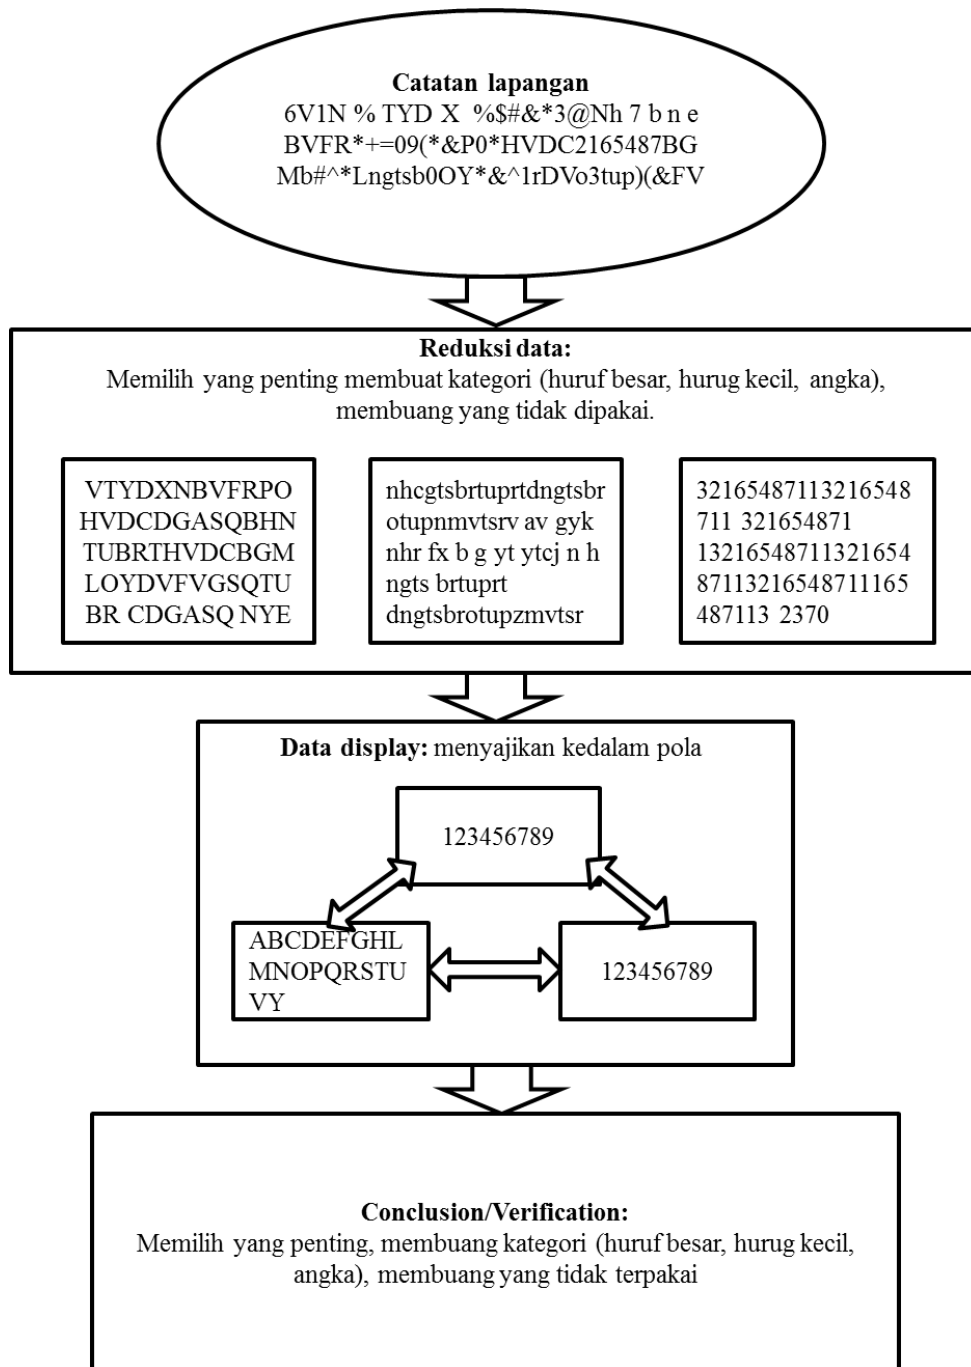 Catatan lapangan
6V1N % TYD X %$#&*3@Nh 7 b n e
BVFR*+=09(*&P0*HVDC2165487BG
Mb#^*Lngtsb0OY*&^1rDVo3tup)(&FV
Reduksi data:
Memilih yang penting membuat kategori (huruf besar, hurug kecil, angka),
membuang yang tidak dipakai.
VTYDXNBVFRPO
HVDCDGASQBHN
TUBRTHVDCBGM
LOYDVFVGSQTU
BR CDGASQ NYE
nhcgtsbrtuprtdngtsbr
otupnmvtsrv av gyk
nhr fx b g yt ytcj n h
ngts brtuprt
dngtsbrotupzmvtsr
32165487113216548
711 321654871
13216548711321654
87113216548711165
487113 2370
Data display: menyajikan kedalam pola
123456789
ABCDEFGHL
MNOPQRSTU
VY
123456789
Conclusion/Verification:
Memilih yang penting, membuang kategori (huruf besar, hurug kecil,
angka), membuang yang tidak terpakai